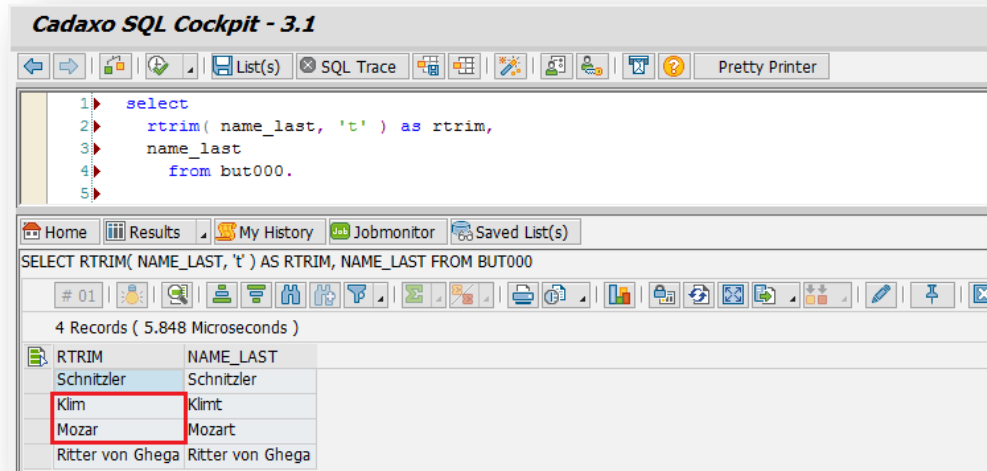 Cadaxo SQL Cockpit - 3.1
List(s) SQL Trace Pretty Printer
1 select
2 rtrim( name_last, 't' ) as rtrim,
3 name_last
4 from but000.
5
Home Results My History Job Jobmonitor Saved List(s)
SELECT RTRIM( NAME_LAST, 't' ) AS RTRIM, NAME_LAST FROM BUT000
# 01
4 Records ( 5.848 Microseconds )
RTRIM NAME_LAST
Schnitzler Schnitzler
Klim Klimt
Mozar Mozart
Ritter von Ghega Ritter von Ghega